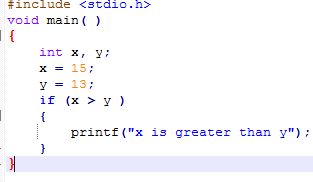 #include <stdio.h>
void main( )
{
    int x, y;
    x = 15;
    y = 13;
    if (x > y )
    {
        printf("x is greater than y");
    }
}